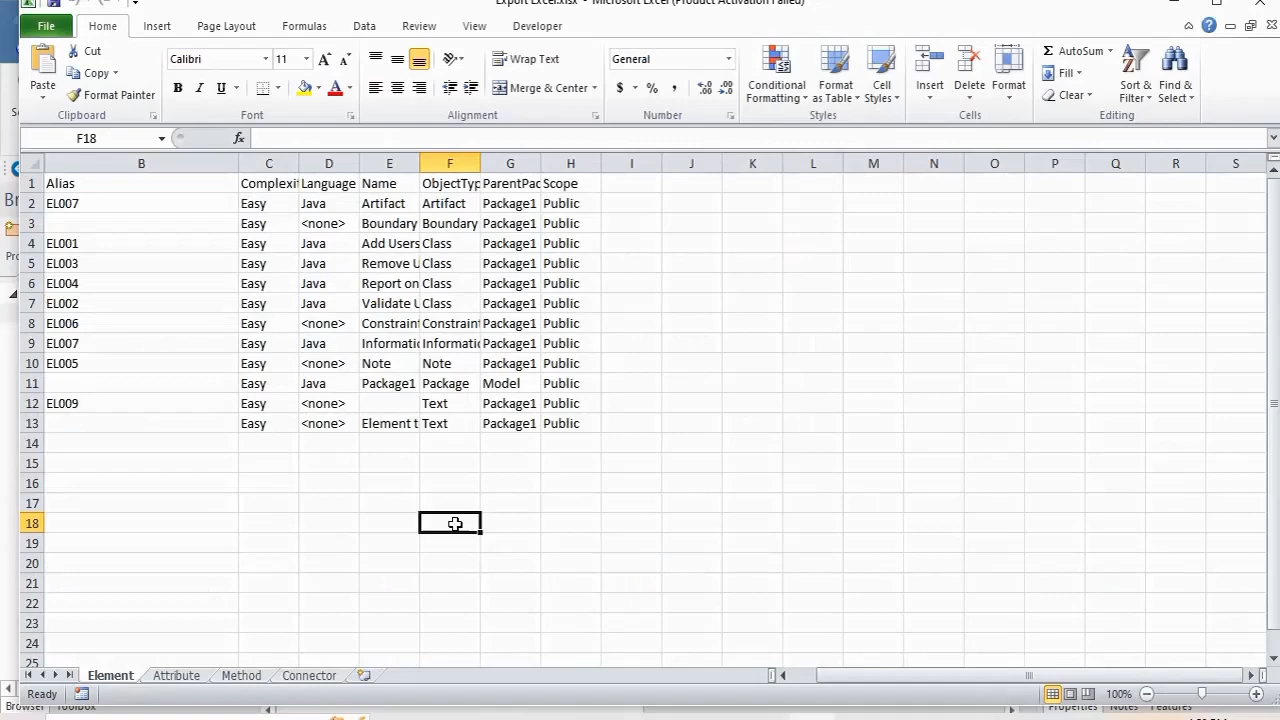 Export Excel.xlsx - Microsoft Excel (Product Activation Failed)
File Home Insert Page Layout Formulas Data Review View Developer
Cut
Copy
Format Painter
Paste
Clipboard
Calibri 11
B I U
Font
Wrap Text
Merge & Center
Alignment
General
$ % ,
Number
Conditional Formatting
Format as Table
Cell Styles
Styles
Insert Delete Format
Cells
AutoSum
Fill
Clear
Sort & Filter
Find & Select
Editing
F18 fx
B C D E F G H I J K L M N O P Q R S
1 Alias Complexit Language Name ObjectTyp ParentPac Scope
2 EL007 Easy Java Artifact Artifact Package1 Public
3 Easy <none> Boundary Boundary Package1 Public
4 EL001 Easy Java Add Users Class Package1 Public
5 EL003 Easy Java Remove U Class Package1 Public
6 EL004 Easy Java Report on Class Package1 Public
7 EL002 Easy Java Validate U Class Package1 Public
8 EL006 Easy <none> Constraint Constraint Package1 Public
9 EL007 Easy Java Informatic Informatic Package1 Public
10 EL005 Easy <none> Note Note Package1 Public
11 Easy Java Package1 Package Model Public
12 EL009 Easy <none> Text Package1 Public
13 Easy <none> Element t Text Package1 Public
14
15
16
17
18
19
20
21
22
23
24
25
Element Attribute Method Connector
Ready 100%
Browser Toolbox Properties Notes Features